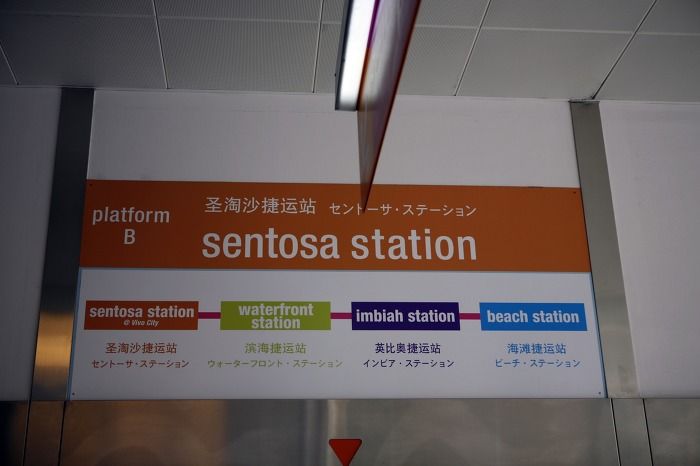 platform
B
圣淘沙捷运站 セントーサ・ステーション
sentosa station
sentosa station
@ Vivo City
waterfront
station
imbiah station
beach station
圣淘沙捷运站
滨海捷运站
英比奥捷运站
海滩捷运站
セントーサ・ステーション
ウォーターフロント・ステーション
インビア・ステーション
ビーチ・ステーション